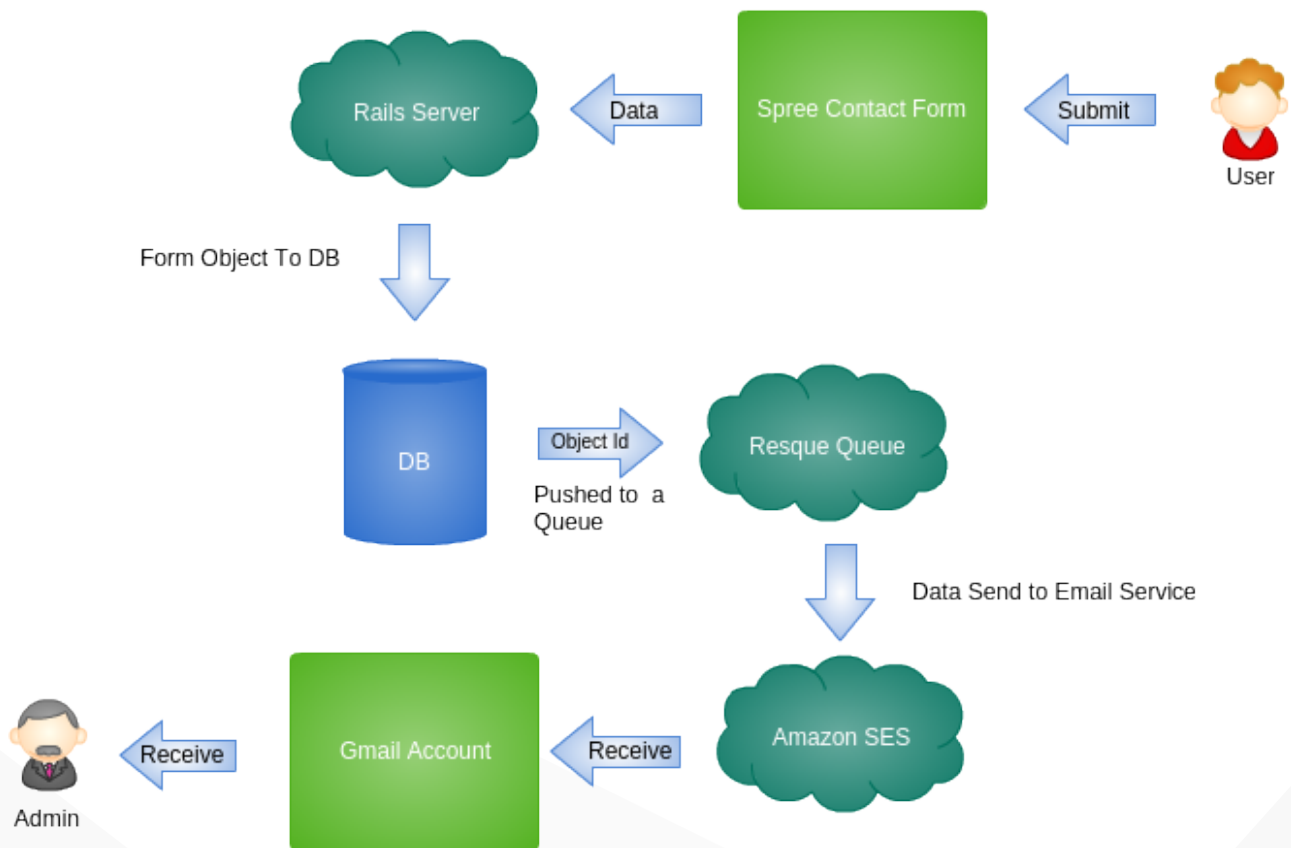 Rails Server
Data
Spree Contact Form
Submit
User
Form Object To DB
DB
Object Id
Pushed to a
Queue
Resque Queue
Data Send to Email Service
Amazon SES
Receive
Gmail Account
Receive
Admin